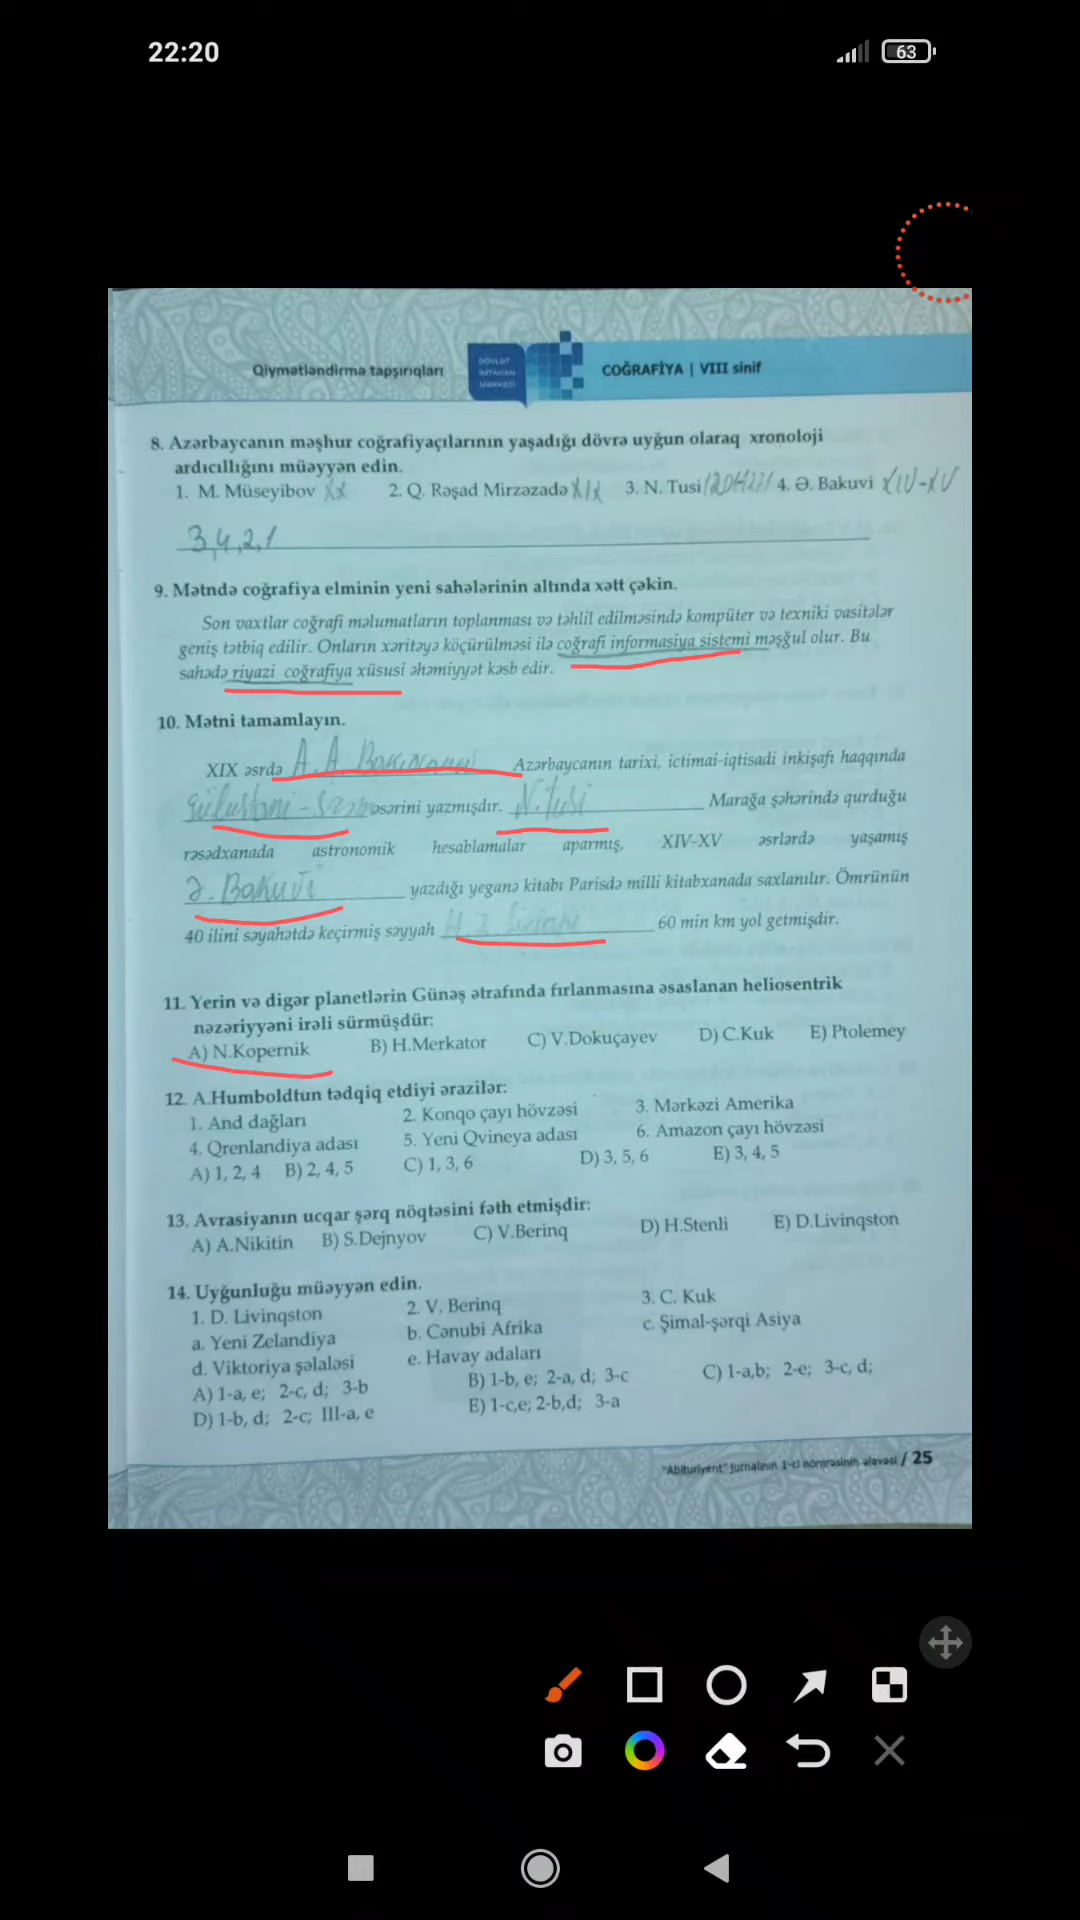 22:20
63
Qiymətləndirmə tapşırıqları
DÖVLƏT
İMTAHAN
MƏRKƏZİ
COĞRAFİYA | VIII sinif
8. Azərbaycanın məşhur coğrafiyaçılarının yaşadığı dövrə uyğun olaraq xronoloji
ardıcıllığını müəyyən edin.
1. M. Müseyibov XX 2. Q. Rəşad Mirzəzadə XIX 3. N. Tusi 4. Ə. Bakuvi XIV-XV
3,4,2,1
9. Mətndə coğrafiya elminin yeni sahələrinin altında xətt çəkin.
Son vaxtlar coğrafi məlumatların toplanması və təhlil edilməsində kompüter və texniki vasitələr
geniş tətbiq edilir. Onların xəritəyə köçürülməsi ilə coğrafi informasiya sistemi məşğul olur. Bu
sahədə riyazi coğrafiya xüsusi əhəmiyyət kəsb edir.
10. Mətni tamamlayın.
XIX əsrdə A. A. Azərbaycanın tarixi, ictimai-iqtisadi inkişafı haqqında
əsərini yazmışdır. N. Tusi Marağa şəhərində qurduğu
rəsədxanada astronomik hesablamalar aparmış, XIV-XV əsrlərdə yaşamış
Ə. Bakuvi yazdığı yeganə kitabı Parisdə milli kitabxanada saxlanılır. Ömrünün
40 ilini səyahətdə keçirmiş səyyah 60 min km yol getmişdir.
11. Yerin və digər planetlərin Günəş ətrafında fırlanmasına əsaslanan heliosentrik
nəzəriyyəni irəli sürmüşdür:
A) N.Kopernik B) H.Merkator C) V.Dokuçayev D) C.Kuk E) Ptolemey
12. A.Humboldtun tədqiq etdiyi ərazilər:
1. And dağları 2. Konqo çayı hövzəsi 3. Mərkəzi Amerika
4. Qrenlandiya adası 5. Yeni Qvineya adası 6. Amazon çayı hövzəsi
A) 1, 2, 4 B) 2, 4, 5 C) 1, 3, 6 D) 3, 5, 6 E) 3, 4, 5
13. Avrasiyanın ucqar şərq nöqtəsini fəth etmişdir:
A) A.Nikitin B) S.Dejnyov C) V.Berinq D) H.Stenli E) D.Livinqston
14. Uyğunluğu müəyyən edin.
1. D. Livinqston 2. V. Berinq 3. C. Kuk
a. Yeni Zelandiya b. Cənubi Afrika c. Şimal-şərqi Asiya
d. Viktoriya şəlaləsi e. Havay adaları
A) 1-a, e; 2-c, d; 3-b B) 1-b, e; 2-a, d; 3-c C) 1-a,b; 2-e; 3-c, d;
D) 1-b, d; 2-c; III-a, e E) 1-c,e; 2-b,d; 3-a
"Abituriyent" jurnalının 1-ci nömrəsinin əlavəsi / 25